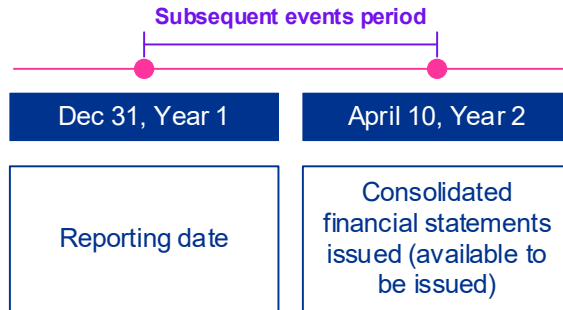 Subsequent events period
Dec 31, Year 1
April 10, Year 2
Reporting date
Consolidated
financial statements
issued (available to
be issued)